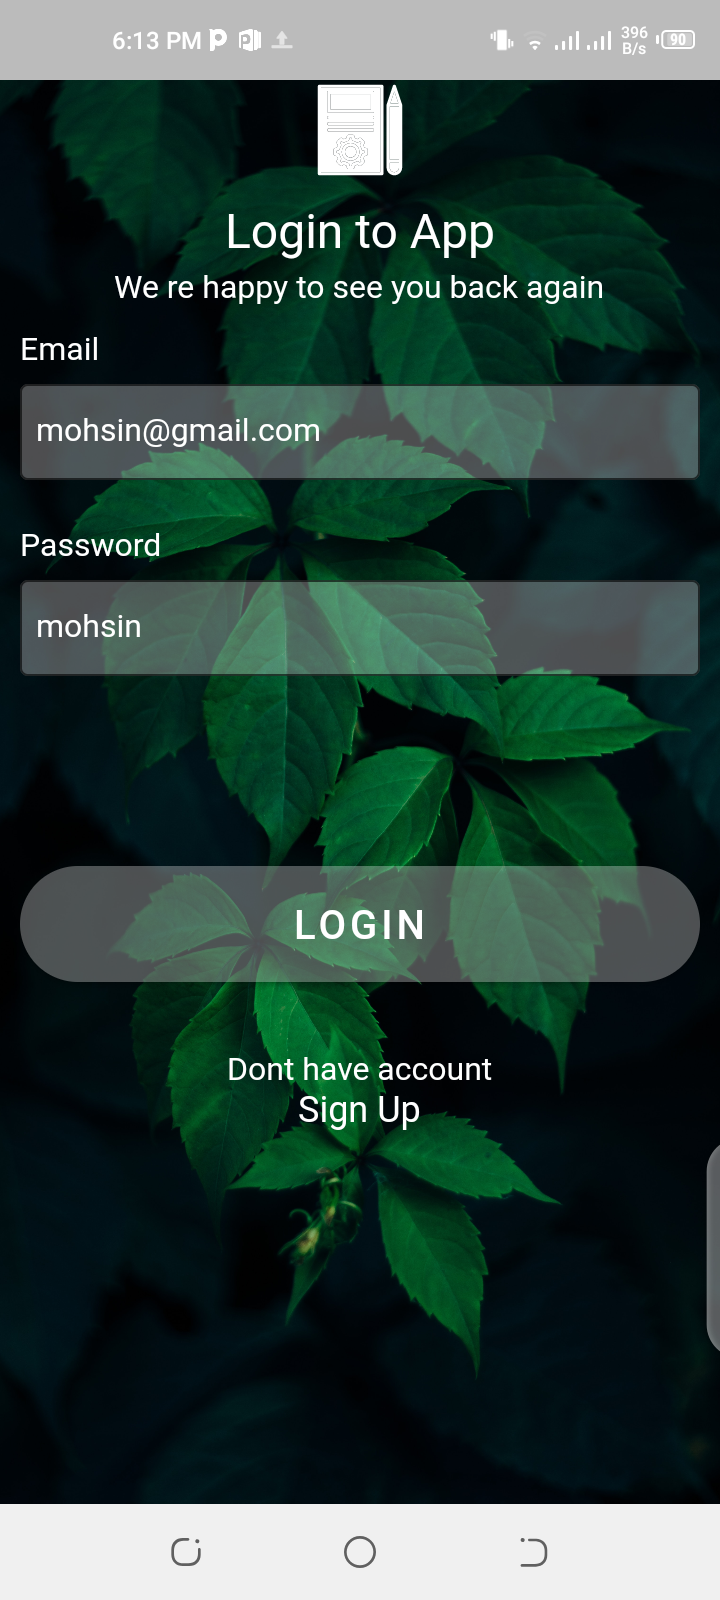 6:13 PM
396
B/s
90
Login to App
We re happy to see you back again
Email
mohsin@gmail.com
Password
mohsin
LOGIN
Dont have account
Sign Up